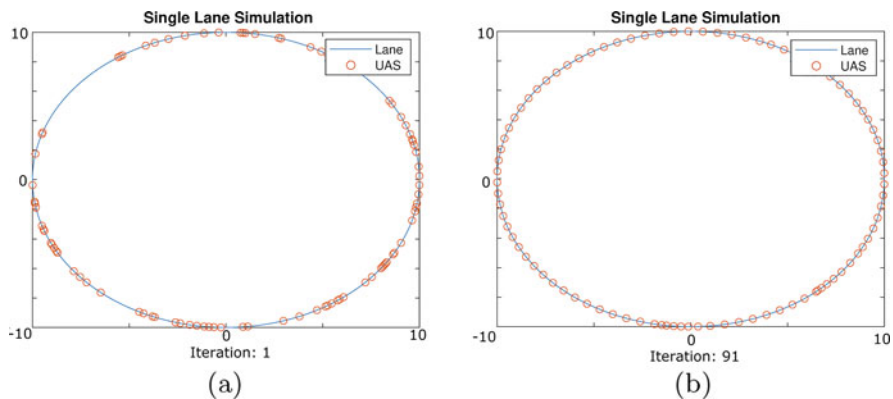 Single Lane Simulation
10
Lane
UAS
0
-10
0
10
Iteration: 1
(a)
Single Lane Simulation
10
Lane
UAS
0
-10
0
10
Iteration: 91
(b)